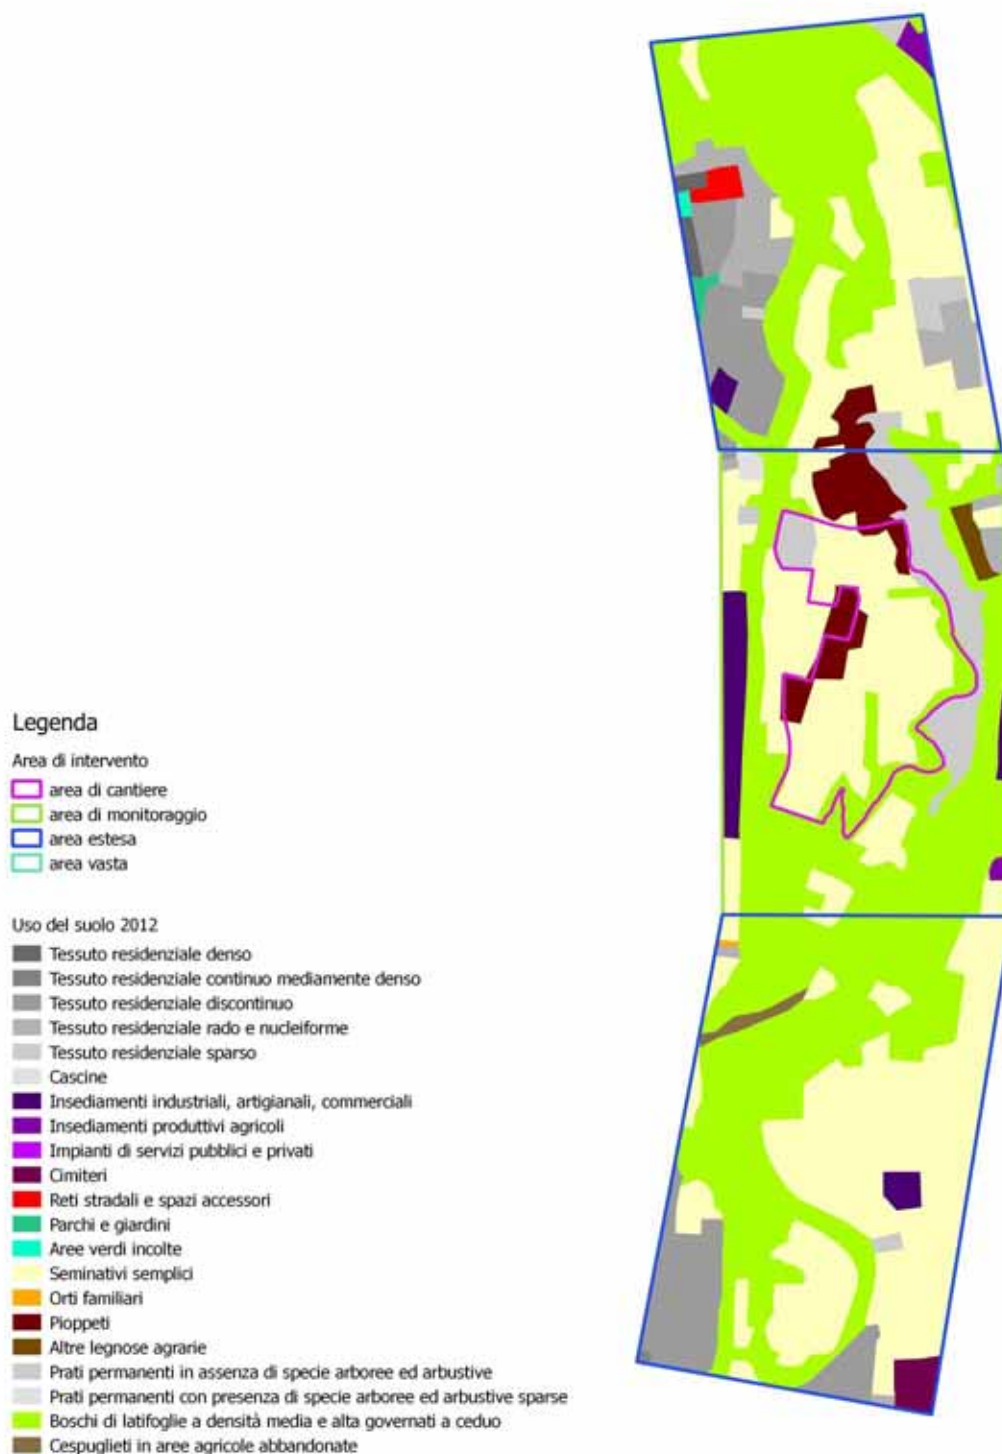 Legenda
Area di intervento
area di cantiere
area di monitoraggio
area estesa
area vasta
Uso del suolo 2012
Tessuto residenziale denso
Tessuto residenziale continuo mediamente denso
Tessuto residenziale discontinuo
Tessuto residenziale rado e nucleiforme
Tessuto residenziale sparso
Cascine
Insediamenti industriali, artigianali, commerciali
Insediamenti produttivi agricoli
Impianti di servizi pubblici e privati
Cimiteri
Reti stradali e spazi accessori
Parchi e giardini
Aree verdi incolte
Seminativi semplici
Orti familiari
Pioppeti
Altre legnose agrarie
Prati permanenti in assenza di specie arboree ed arbustive
Prati permanenti con presenza di specie arboree ed arbustive sparse
Boschi di latifoglie a densità media e alta governati a ceduo
Cespuglieti in aree agricole abbandonate